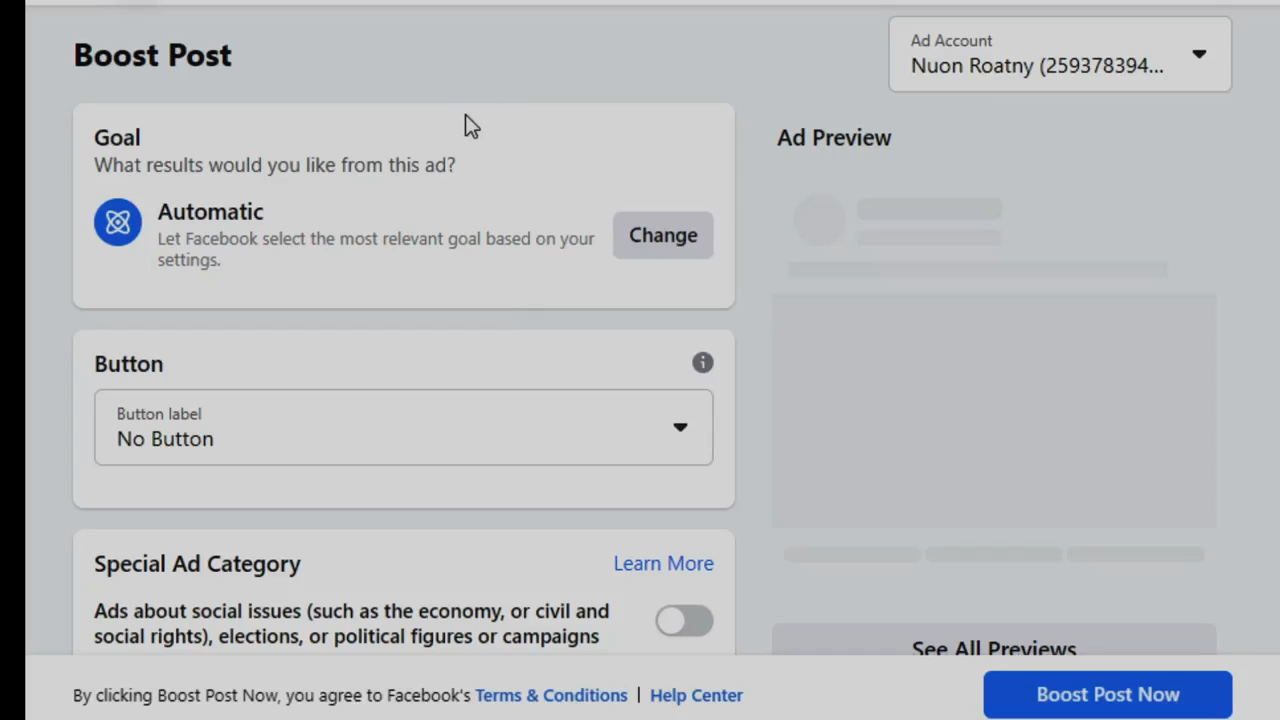 Boost Post
Ad Account
Nuon Roatny (259378394...
Goal
What results would you like from this ad?
Automatic
Let Facebook select the most relevant goal based on your
settings.
Change
Ad Preview
Button
Button label
No Button
Special Ad Category
Learn More
Ads about social issues (such as the economy, or civil and
social rights), elections, or political figures or campaigns
See All Previews
By clicking Boost Post Now, you agree to Facebook's Terms & Conditions | Help Center
Boost Post Now